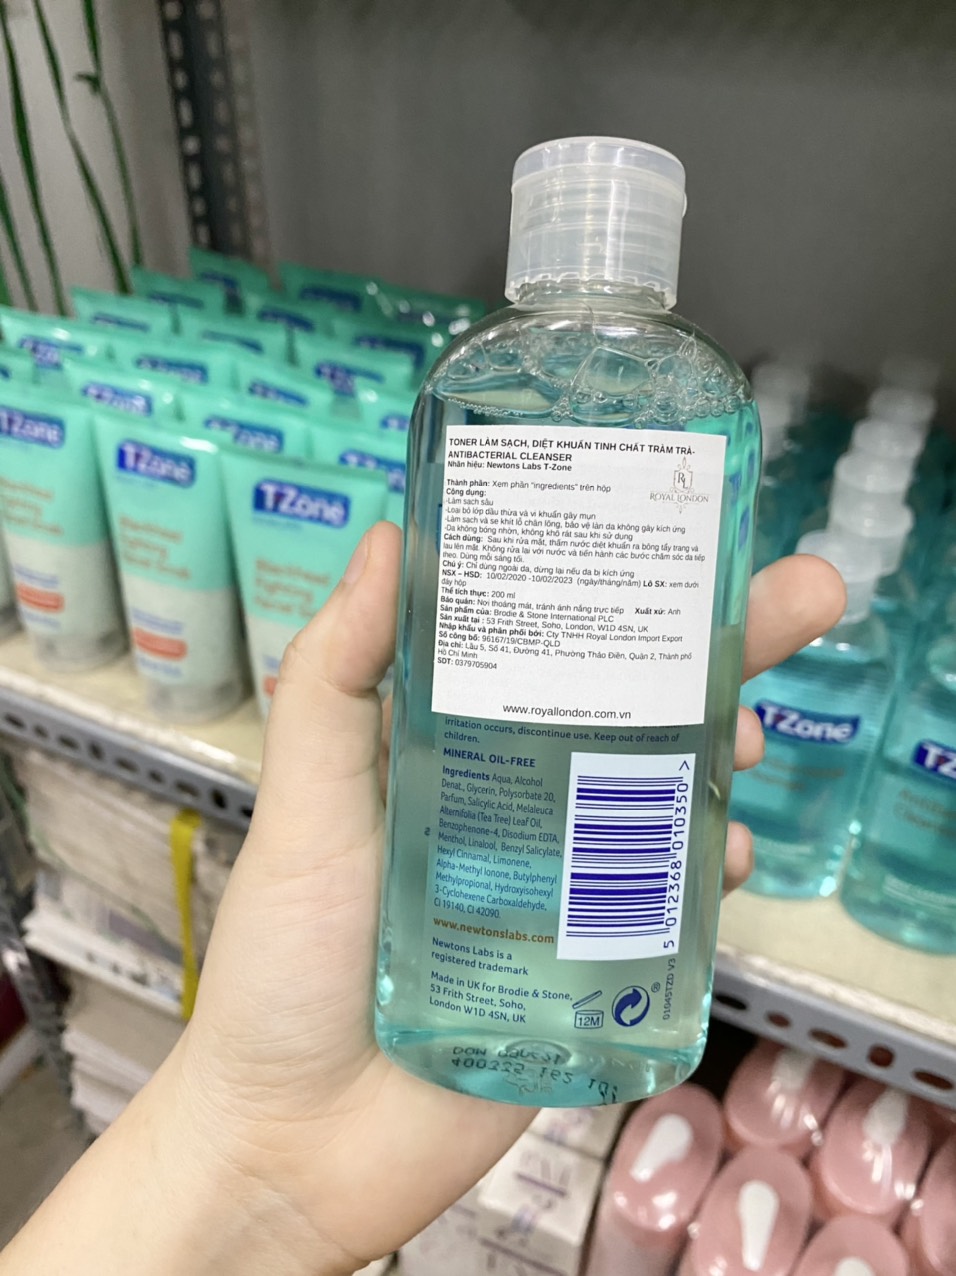 TONER LÀM SẠCH, DIỆT KHUẨN TINH CHẤT TRÀM TRÀ-
ANTIBACTERIAL CLEANSER
Nhãn hiệu: Newtons Labs T-Zone
RL
ROYAL LONDON
Thành phần: Xem phần "ingredients" trên hộp
Công dụng:
-Làm sạch sâu
-Loại bỏ lớp dầu thừa và vi khuẩn gây mụn
-Làm sạch và se khít lỗ chân lông, bảo vệ làn da không gây kích ứng
-Da không bóng nhờn, không khô rát sau khi sử dụng
Cách dùng: Sau khi rửa mặt, thấm nước diệt khuẩn ra bông tẩy trang và
lau lên mặt. Không rửa lại với nước và tiến hành các bước chăm sóc da tiếp
theo. Dùng mỗi sáng tối.
Chú ý: Chỉ dùng ngoài da, dừng lại nếu da bị kích ứng
NSX - HSD: 10/02/2020 -10/02/2023 (ngày/tháng/năm) Lô SX: xem dưới
đáy hộp
Thể tích thực: 200 ml
Bảo quản: Nơi thoáng mát, tránh ánh nắng trực tiếp Xuất xứ: Anh
Sản phẩm của: Brodie & Stone International PLC
Sản xuất tại : 53 Frith Street, Soho, London, W1D 4SN, UK
Nhập khẩu và phân phối bởi: Cty TNHH Royal London Import Export
Số công bố: 96167/19/CBMP-QLD
Địa chỉ: Lầu 5, Số 41, Đường 41, Phường Thảo Điền, Quận 2, Thành phố
Hồ Chí Minh
SDT: 0379705904
www.royallondon.com.vn
irritation occurs, discontinue use. Keep out of reach of
children.
MINERAL OIL-FREE
Ingredients Aqua, Alcohol
Denat., Glycerin, Polysorbate 20,
Parfum, Salicylic Acid, Melaleuca
Alternifolia (Tea Tree) Leaf Oil,
Benzophenone-4, Disodium EDTA,
Menthol, Linalool, Benzyl Salicylate,
Hexyl Cinnamal, Limonene,
Alpha-Methyl Ionone, Butylphenyl
Methylpropional, Hydroxyisohexyl
3-Cyclohexene Carboxaldehyde,
CI 19140, CI 42090.
www.newtonslabs.com
Newtons Labs is a
registered trademark
Made in UK for Brodie & Stone,
53 Frith Street, Soho,
London W1D 4SN, UK
12M
®
5 012368 010350 >
01045TZD V3
TZone
TZone
TZone
TZone